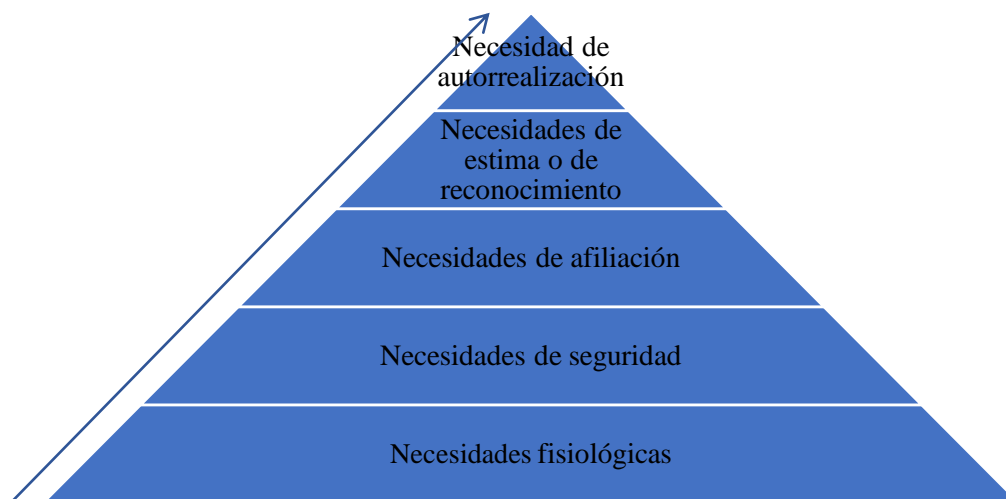 Necesidad de
autorrealización
Necesidades de
estima o de
reconocimiento
Necesidades de afiliación
Necesidades de seguridad
Necesidades fisiológicas